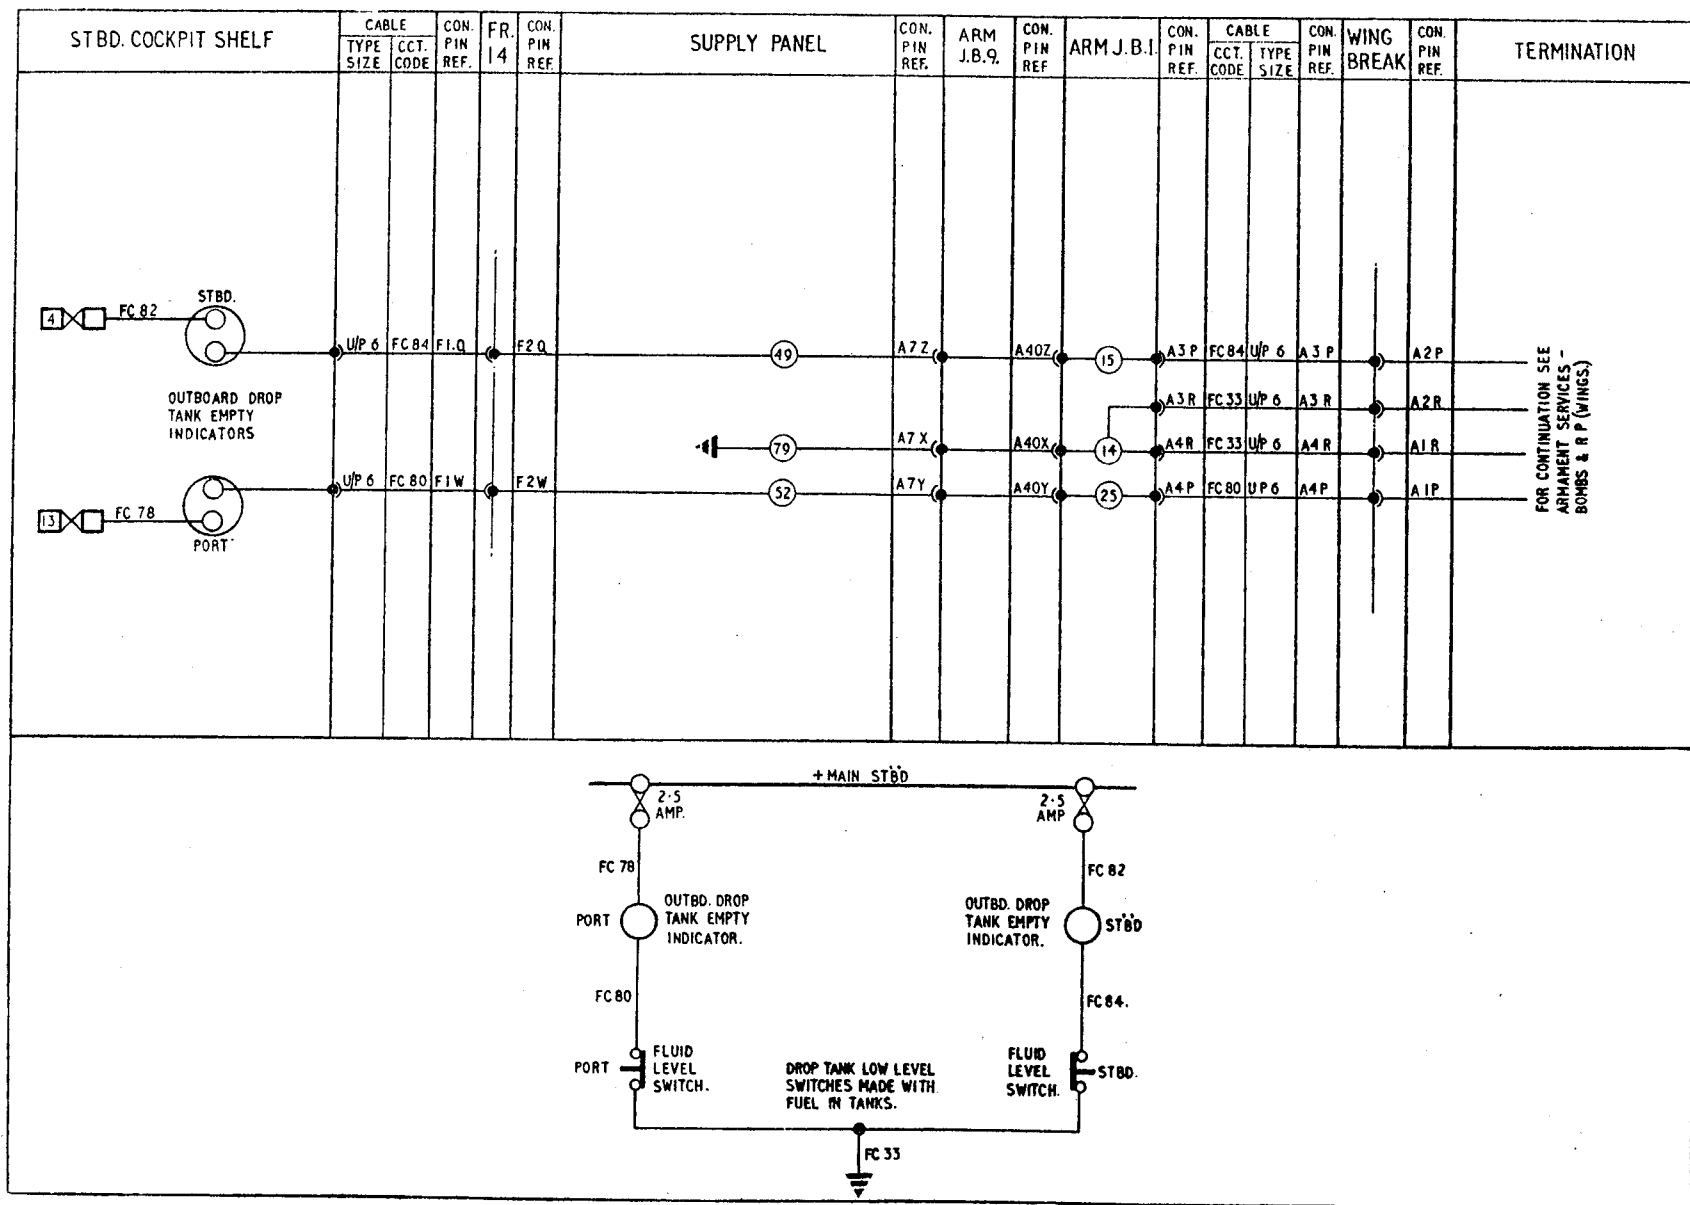 STBD. COCKPIT SHELF
CABLE
TYPE SIZE
CCT. CODE
CON. PIN REF.
FR. 14
CON. PIN REF.
SUPPLY PANEL
CON. PIN REF.
ARM J.B.9.
CON. PIN REF
ARM J.B.1.
CON. PIN REF.
CABLE
CCT. CODE
TYPE SIZE
CON. PIN REF.
WING BREAK
CON. PIN REF.
TERMINATION
STBD.
4
FC 82
U/P 6 FC 84 F1.Q F2Q 49 A7Z A40Z 15 A3P FC84 U/P 6 A3P A2P
A3R FC33 U/P 6 A3R A2R
OUTBOARD DROP
TANK EMPTY
INDICATORS
79 A7X A40X 14 A4R FC33 U/P 6 A4R A1R
U/P 6 FC 80 F1W F2W 52 A7Y A40Y 25 A4P FC80 UP6 A4P A1P
13
FC 78
PORT
FOR CONTINUATION SEE
ARMAMENT SERVICES -
BOMBS & R P (WINGS.)
+ MAIN STBD
2·5
AMP.
2·5
AMP
FC 78
FC 82
PORT
OUTBD. DROP
TANK EMPTY
INDICATOR.
OUTBD. DROP
TANK EMPTY
INDICATOR.
STBD
FC 80
FC 84.
PORT
FLUID
LEVEL
SWITCH.
DROP TANK LOW LEVEL
SWITCHES MADE WITH
FUEL IN TANKS.
FLUID
LEVEL
SWITCH.
STBD.
FC 33